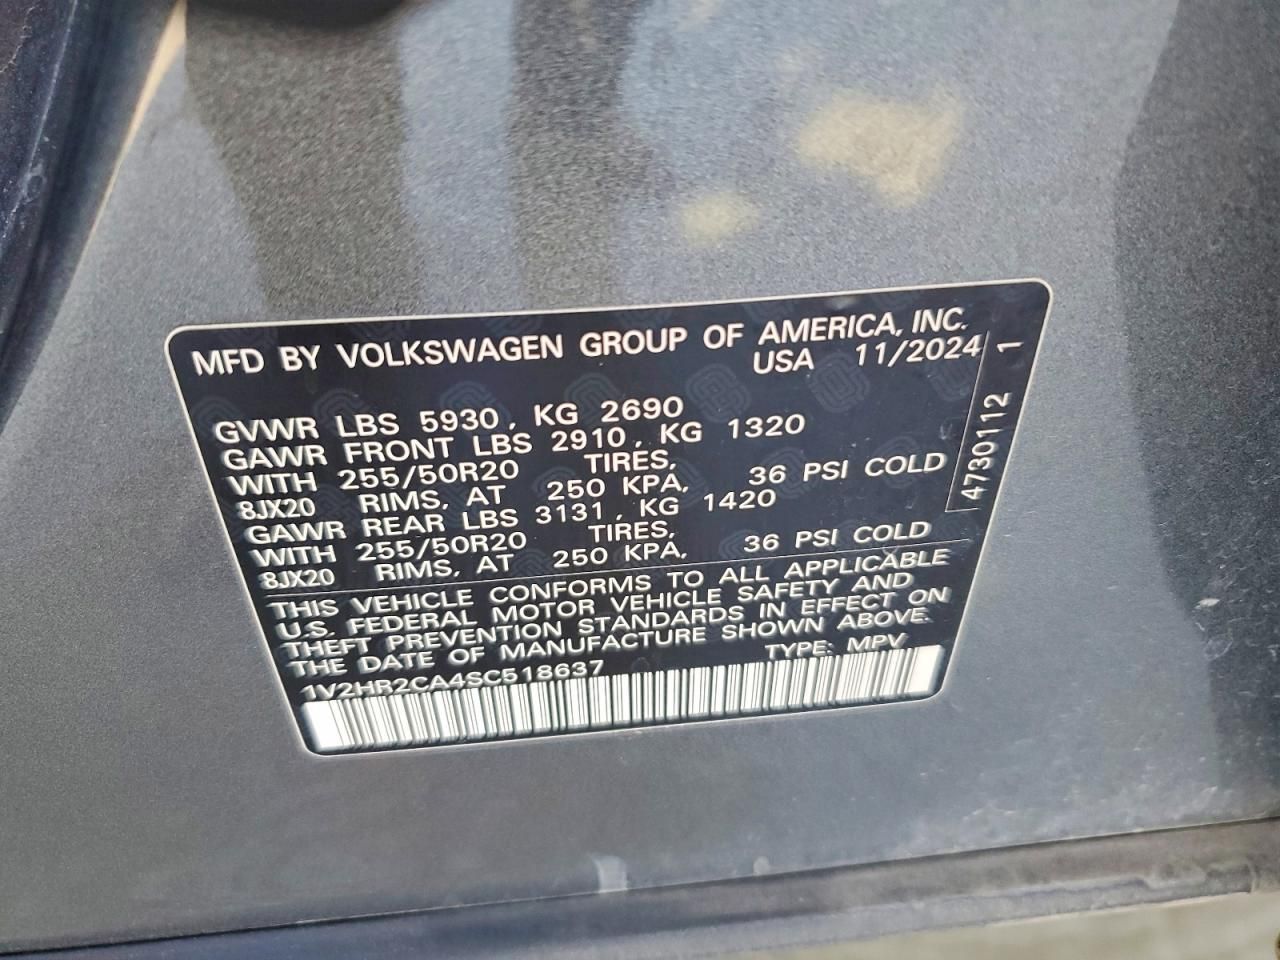 MFD BY VOLKSWAGEN GROUP OF AMERICA, INC.
USA 11/2024
GVWR LBS 5930, KG 2690
GAWR FRONT LBS 2910, KG 1320
WITH 255/50R20 TIRES,
8JX20 RIMS, AT 250 KPA, 36 PSI COLD
GAWR REAR LBS 3131, KG 1420
WITH 255/50R20 TIRES,
8JX20 RIMS, AT 250 KPA, 36 PSI COLD
THIS VEHICLE CONFORMS TO ALL APPLICABLE
U.S. FEDERAL MOTOR VEHICLE SAFETY AND
THEFT PREVENTION STANDARDS IN EFFECT ON
THE DATE OF MANUFACTURE SHOWN ABOVE.
1V2HR2CA4SC518637 TYPE: MPV
4730112 1